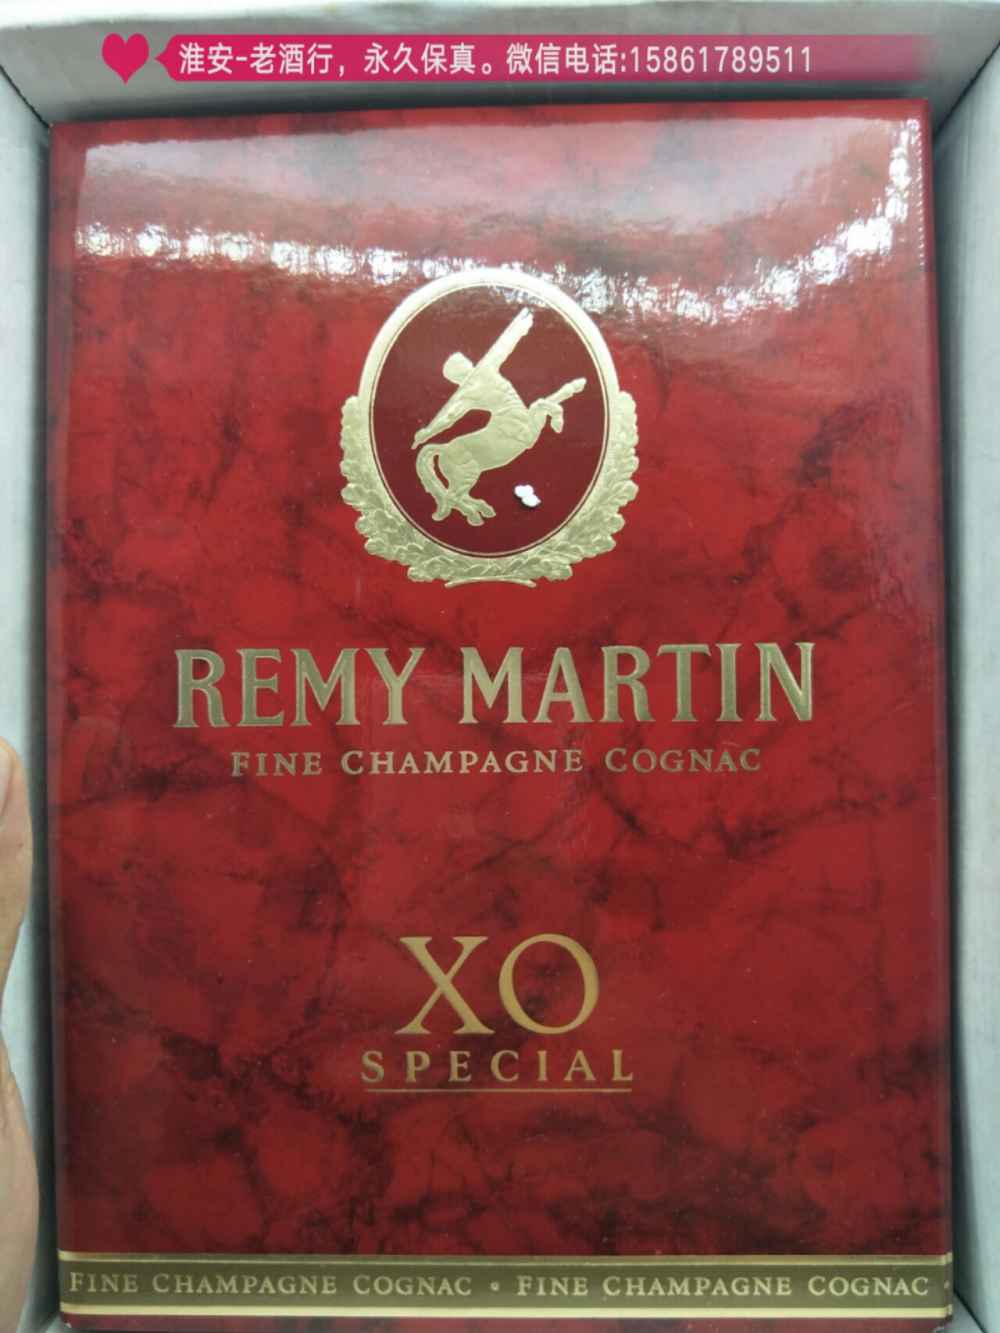 淮安-老酒行，永久保真。微信电话:15861789511
REMY MARTIN
FINE CHAMPAGNE COGNAC
XO
SPECIAL
FINE CHAMPAGNE COGNAC • FINE CHAMPAGNE COGNAC •